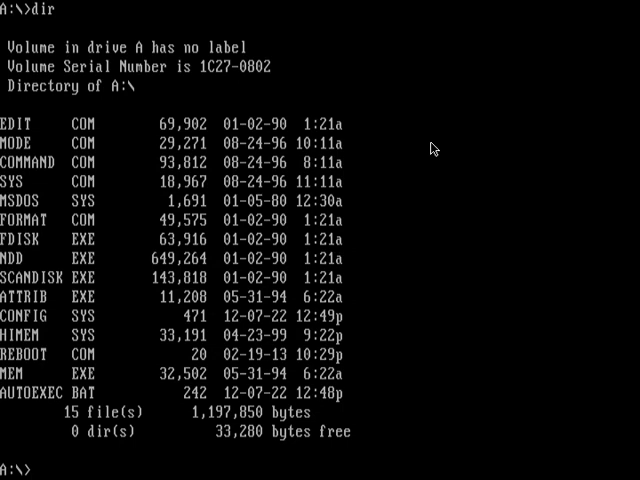 A:\>dir
Volume in drive A has no label
Volume Serial Number is 1C27-0802
Directory of A:\
EDIT     COM        69,902  01-02-90  1:21a
MODE     COM        29,271  08-24-96 10:11a
COMMAND  COM        93,812  08-24-96  8:11a
SYS      COM        18,967  08-24-96 11:11a
MSDOS    SYS         1,691  01-05-80 12:30a
FORMAT   COM        49,575  01-02-90  1:21a
FDISK    EXE        63,916  01-02-90  1:21a
NDD      EXE       649,264  01-02-90  1:21a
SCANDISK EXE       143,818  01-02-90  1:21a
ATTRIB   EXE        11,208  05-31-94  6:22a
CONFIG   SYS           471  12-07-22 12:49p
HIMEM    SYS        33,191  04-23-99  9:22p
REBOOT   COM            20  02-19-13 10:29p
MEM      EXE        32,502  05-31-94  6:22a
AUTOEXEC BAT           242  12-07-22 12:48p
15 file(s)      1,197,850 bytes
0 dir(s)          33,280 bytes free
A:\>